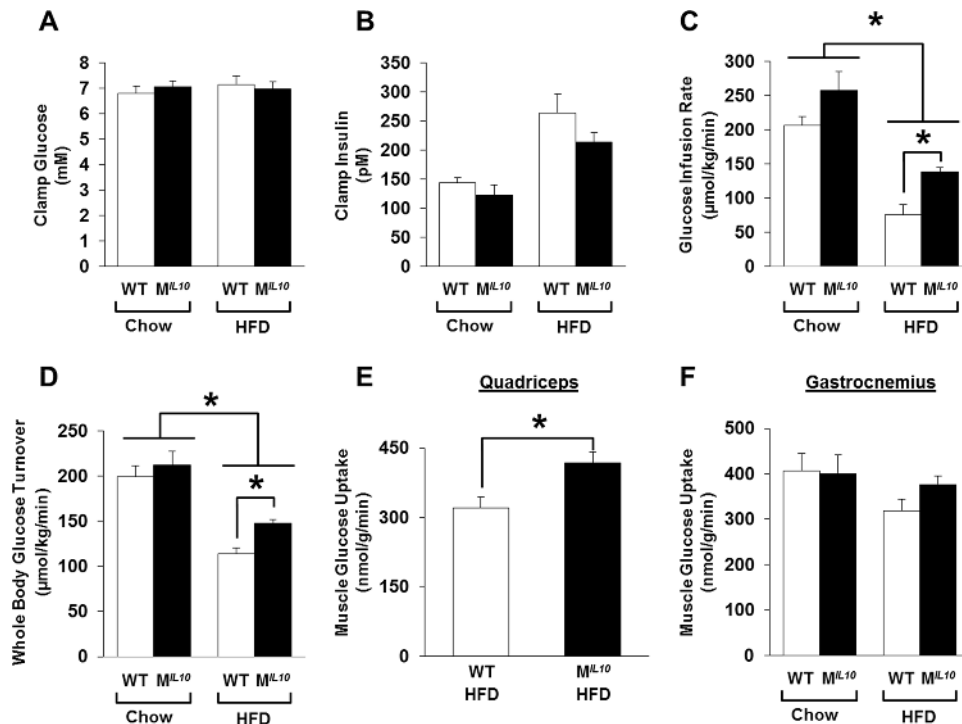 A
Clamp Glucose
(mM)
8
7
6
5
4
3
2
1
0
WT M^IL10 WT M^IL10
Chow HFD
B
Clamp Insulin
(pM)
350
300
250
200
150
100
50
0
WT M^IL10 WT M^IL10
Chow HFD
C
*
Glucose Infusion Rate
(µmol/kg/min)
300
250
200
150
100
50
0
*
WT M^IL10 WT M^IL10
Chow HFD
D
*
Whole Body Glucose Turnover
(µmol/kg/min)
250
200
150
100
50
0
*
WT M^IL10 WT M^IL10
Chow HFD
E
Quadriceps
*
Muscle Glucose Uptake
(nmol/g/min)
450
300
150
0
WT M^IL10
HFD HFD
F
Gastrocnemius
Muscle Glucose Uptake
(nmol/g/min)
500
400
300
200
100
0
WT M^IL10 WT M^IL10
Chow HFD